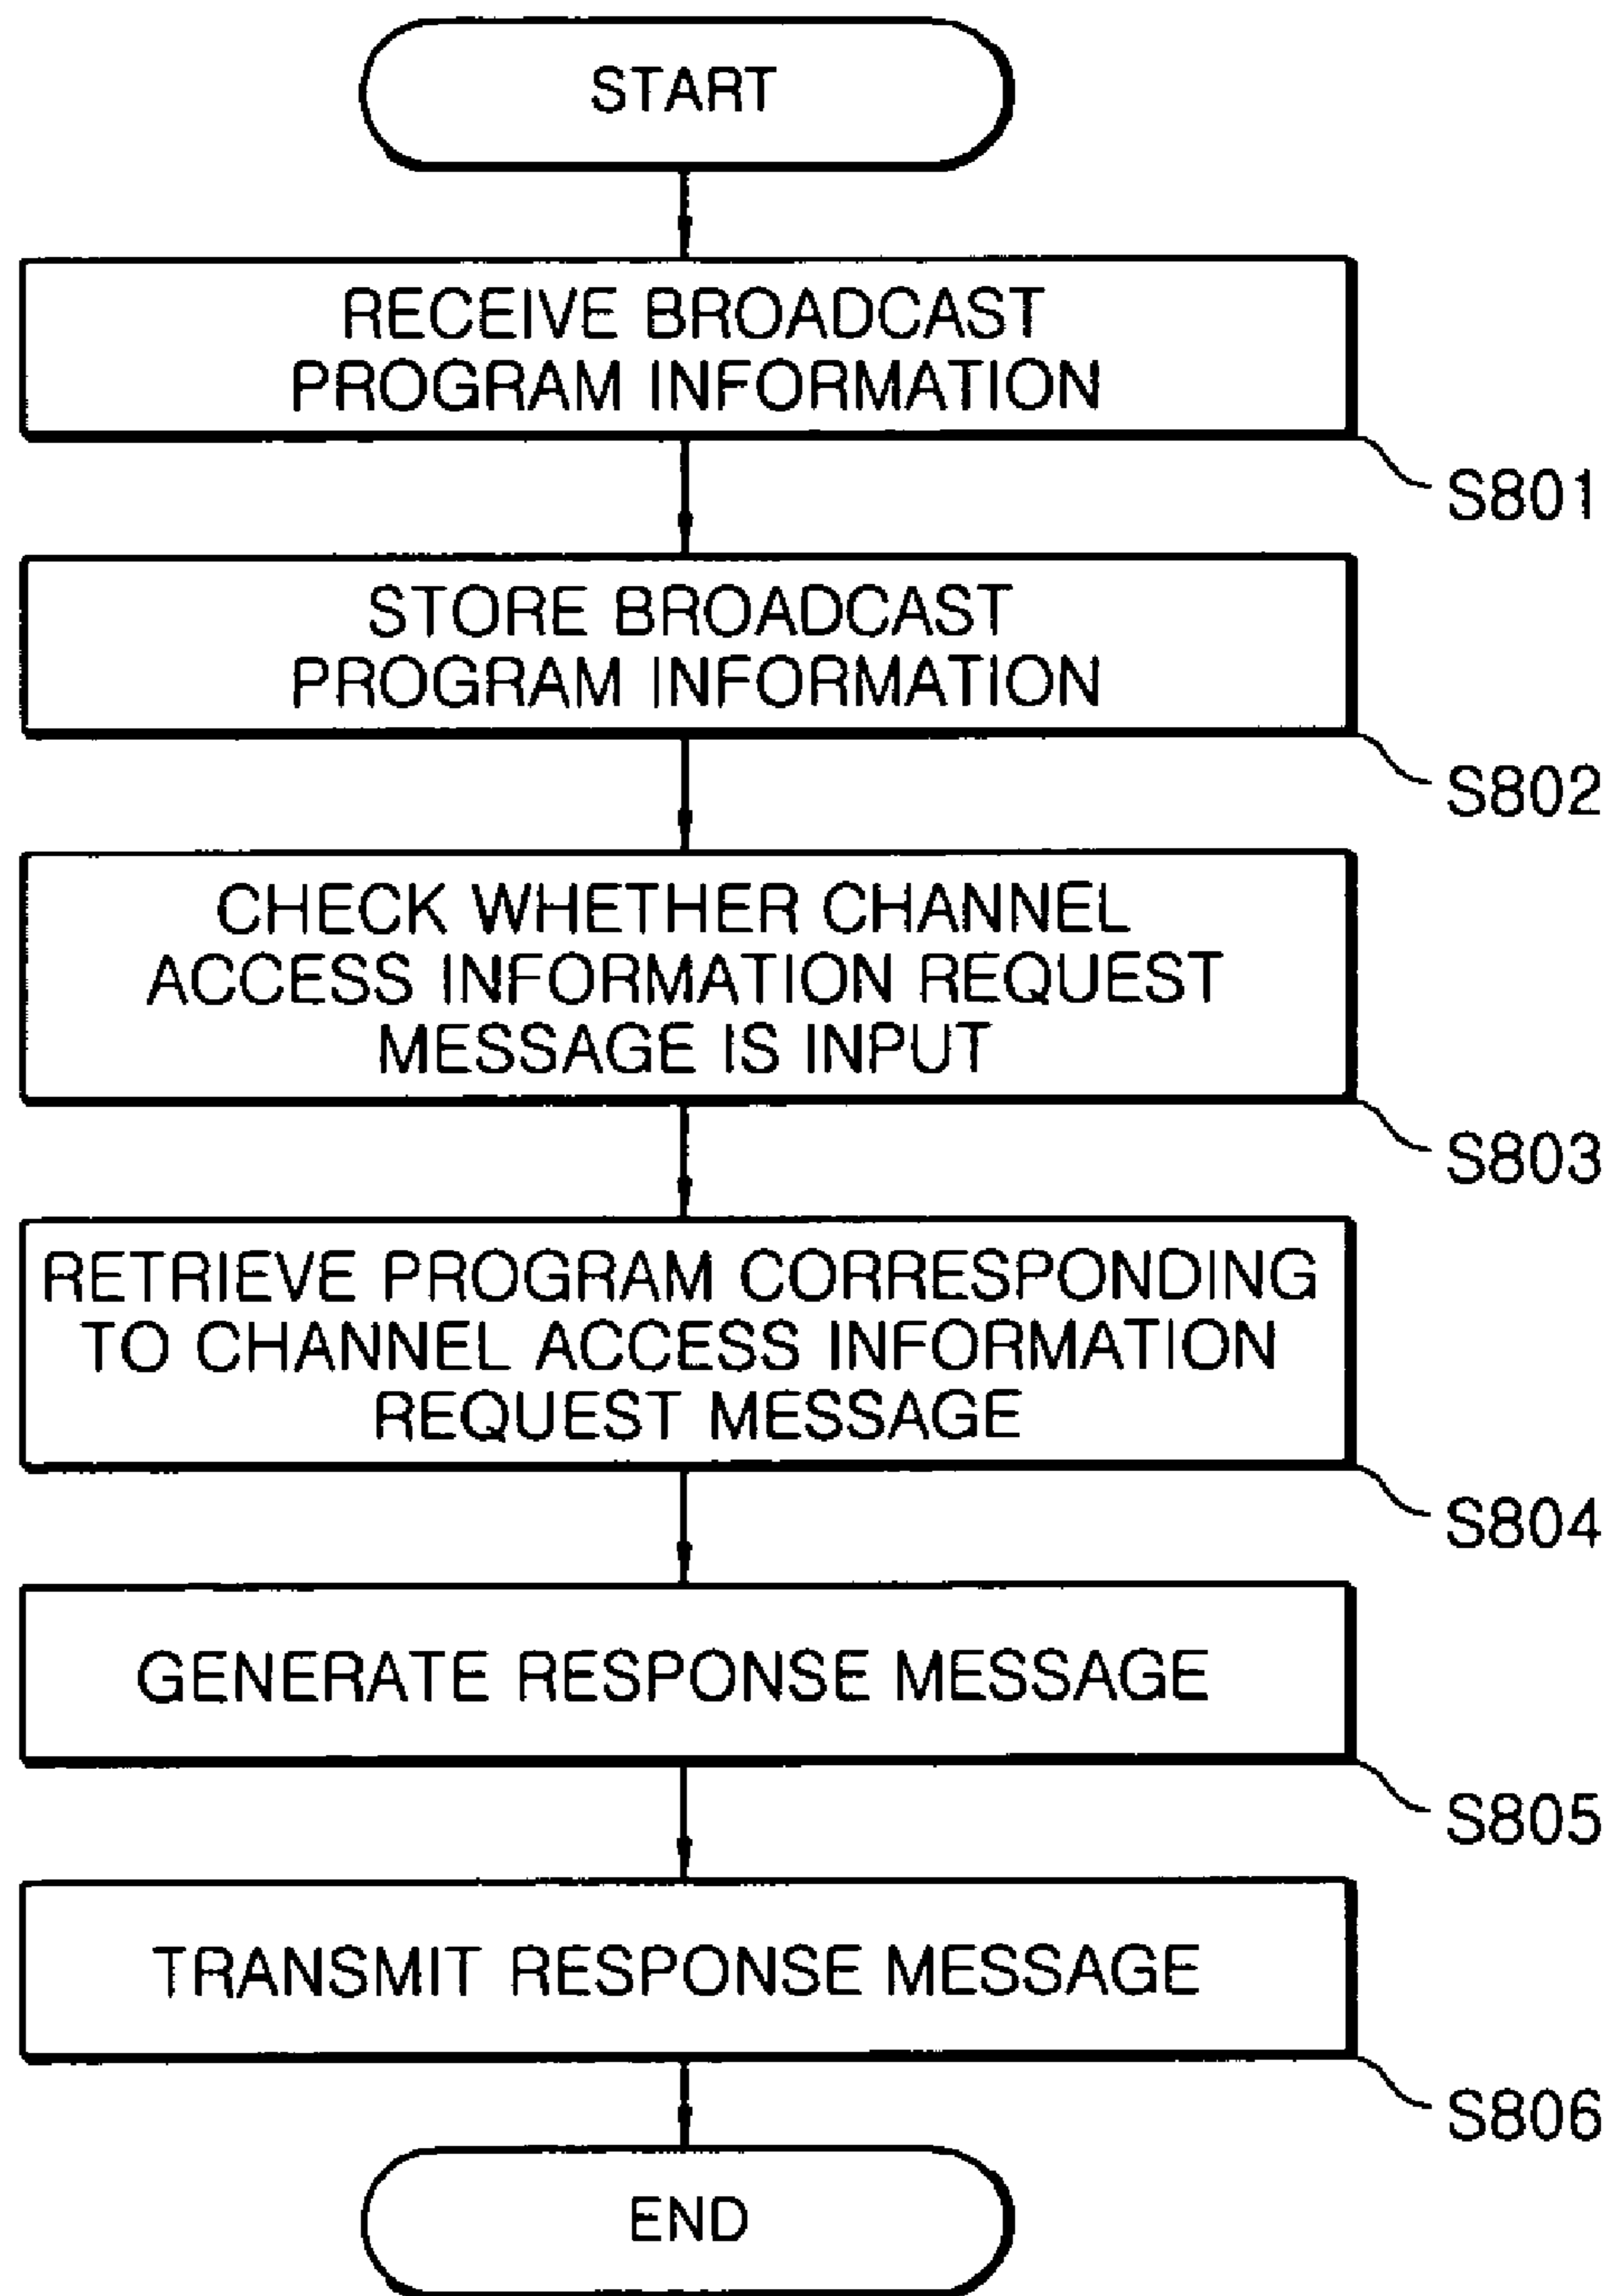 START
RECEIVE BROADCAST
PROGRAM INFORMATION
S801
STORE BROADCAST
PROGRAM INFORMATION
S802
CHECK WHETHER CHANNEL
ACCESS INFORMATION REQUEST
MESSAGE IS INPUT
S803
RETRIEVE PROGRAM CORRESPONDING
TO CHANNEL ACCESS INFORMATION
REQUEST MESSAGE
S804
GENERATE RESPONSE MESSAGE
S805
TRANSMIT RESPONSE MESSAGE
S806
END